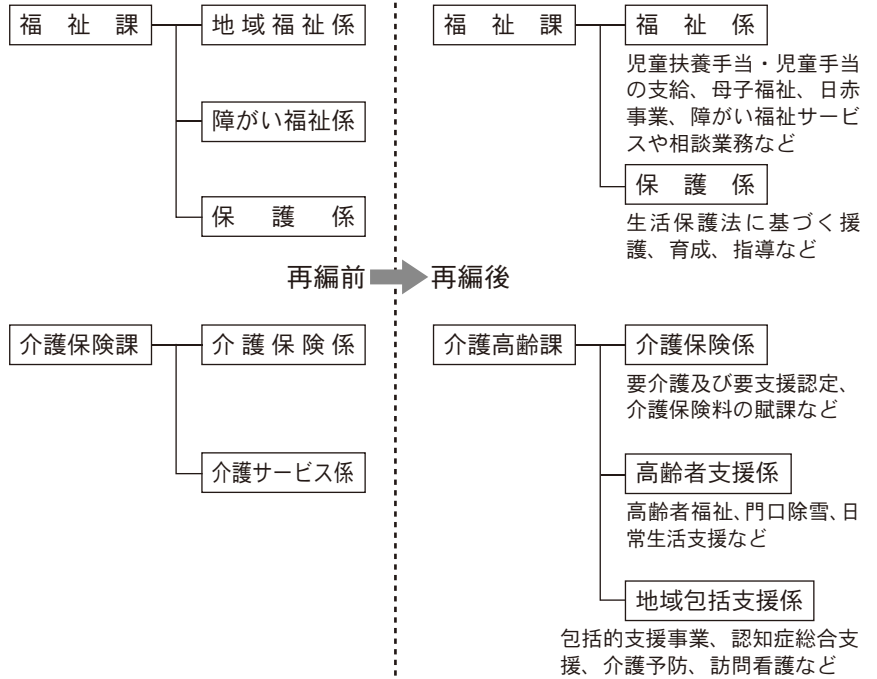 福祉課
地域福祉係
障がい福祉係
保護係
介護保険課
介護保険係
介護サービス係
再編前
再編後
福祉課
福祉係
児童扶養手当・児童手当
の支給、母子福祉、日赤
事業、障がい福祉サービ
スや相談業務など
保護係
生活保護法に基づく援
護、育成、指導など
介護高齢課
介護保険係
要介護及び要支援認定、
介護保険料の賦課など
高齢者支援係
高齢者福祉、門口除雪、日
常生活支援など
地域包括支援係
包括的支援事業、認知症総合支
援、介護予防、訪問看護など